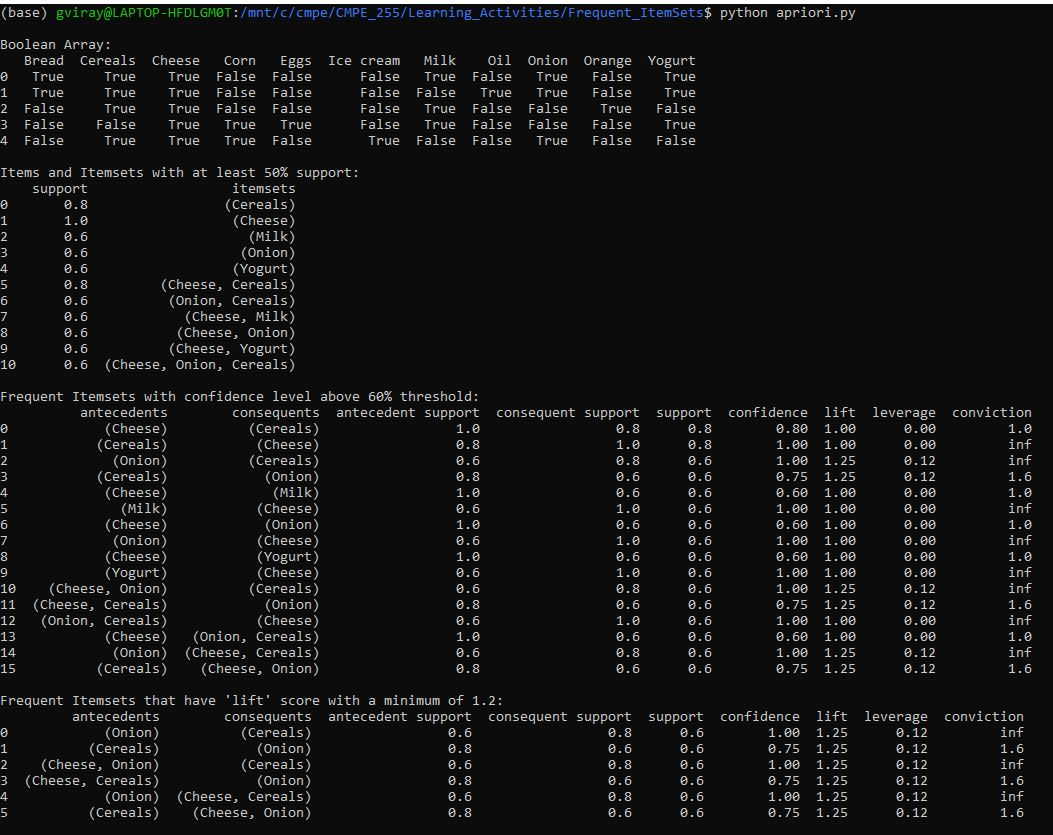 (base) gviray@LAPTOP-HFDLGM0T:/mnt/c/cmpe/CMPE_255/Learning_Activities/Frequent_ItemSets$ python apriori.py
Boolean Array:
   Bread  Cereals  Cheese   Corn   Eggs  Ice cream   Milk    Oil  Onion  Orange  Yogurt
0   True     True    True  False  False      False   True  False   True   False    True
1   True     True    True  False  False      False  False   True   True   False    True
2  False     True    True  False  False      False   True  False  False    True   False
3  False    False    True   True   True      False   True  False  False   False    True
4  False     True    True   True  False       True  False  False   True   False   False
Items and Itemsets with at least 50% support:
    support                 itemsets
0       0.8               (Cereals)
1       1.0                (Cheese)
2       0.6                  (Milk)
3       0.6                 (Onion)
4       0.6                (Yogurt)
5       0.8       (Cheese, Cereals)
6       0.6        (Onion, Cereals)
7       0.6          (Cheese, Milk)
8       0.6         (Cheese, Onion)
9       0.6        (Cheese, Yogurt)
10      0.6  (Cheese, Onion, Cereals)
Frequent Itemsets with confidence level above 60% threshold:
          antecedents        consequents  antecedent support  consequent support  support  confidence  lift  leverage  conviction
0            (Cheese)          (Cereals)                 1.0                 0.8      0.8        0.80  1.00      0.00         1.0
1           (Cereals)           (Cheese)                 0.8                 1.0      0.8        1.00  1.00      0.00         inf
2             (Onion)          (Cereals)                 0.6                 0.8      0.6        1.00  1.25      0.12         inf
3           (Cereals)            (Onion)                 0.8                 0.6      0.6        0.75  1.25      0.12         1.6
4            (Cheese)             (Milk)                 1.0                 0.6      0.6        0.60  1.00      0.00         1.0
5              (Milk)           (Cheese)                 0.6                 1.0      0.6        1.00  1.00      0.00         inf
6            (Cheese)            (Onion)                 1.0                 0.6      0.6        0.60  1.00      0.00         1.0
7             (Onion)           (Cheese)                 0.6                 1.0      0.6        1.00  1.00      0.00         inf
8            (Cheese)           (Yogurt)                 1.0                 0.6      0.6        0.60  1.00      0.00         1.0
9            (Yogurt)           (Cheese)                 0.6                 1.0      0.6        1.00  1.00      0.00         inf
10    (Cheese, Onion)          (Cereals)                 0.6                 0.8      0.6        1.00  1.25      0.12         inf
11  (Cheese, Cereals)            (Onion)                 0.8                 0.6      0.6        0.75  1.25      0.12         1.6
12   (Onion, Cereals)           (Cheese)                 0.6                 1.0      0.6        1.00  1.00      0.00         inf
13           (Cheese)   (Onion, Cereals)                 1.0                 0.6      0.6        0.60  1.00      0.00         1.0
14            (Onion)  (Cheese, Cereals)                 0.6                 0.8      0.6        1.00  1.25      0.12         inf
15          (Cereals)    (Cheese, Onion)                 0.8                 0.6      0.6        0.75  1.25      0.12         1.6
Frequent Itemsets that have 'lift' score with a minimum of 1.2:
         antecedents        consequents  antecedent support  consequent support  support  confidence  lift  leverage  conviction
0            (Onion)          (Cereals)                 0.6                 0.8      0.6        1.00  1.25      0.12         inf
1          (Cereals)            (Onion)                 0.8                 0.6      0.6        0.75  1.25      0.12         1.6
2    (Cheese, Onion)          (Cereals)                 0.6                 0.8      0.6        1.00  1.25      0.12         inf
3  (Cheese, Cereals)            (Onion)                 0.8                 0.6      0.6        0.75  1.25      0.12         1.6
4            (Onion)  (Cheese, Cereals)                 0.6                 0.8      0.6        1.00  1.25      0.12         inf
5          (Cereals)    (Cheese, Onion)                 0.8                 0.6      0.6        0.75  1.25      0.12         1.6